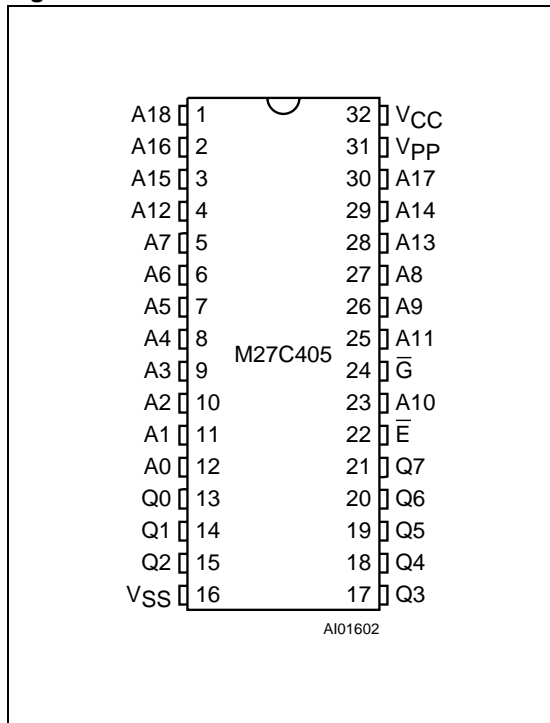 A18 1 32 VCC
A16 2 31 VPP
A15 3 30 A17
A12 4 29 A14
A7 5 28 A13
A6 6 27 A8
A5 7 26 A9
A4 8 25 A11
M27C405
A3 9 24 G̅
A2 10 23 A10
A1 11 22 E̅
A0 12 21 Q7
Q0 13 20 Q6
Q1 14 19 Q5
Q2 15 18 Q4
VSS 16 17 Q3
AI01602